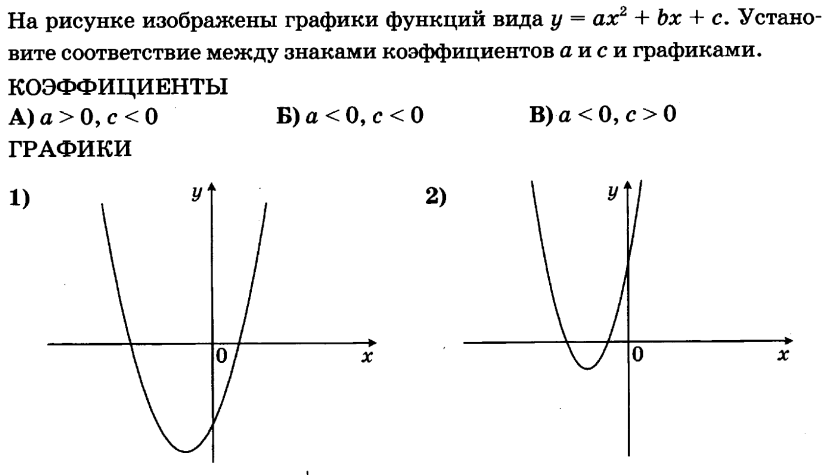 На рисунке изображены графики функций вида y = ax² + bx + c. Устано-
вите соответствие между знаками коэффициентов a и c и графиками.
КОЭФФИЦИЕНТЫ
А) a > 0, c < 0 Б) a < 0, c < 0 В) a < 0, c > 0
ГРАФИКИ
1) y 2) y
0 x 0 x